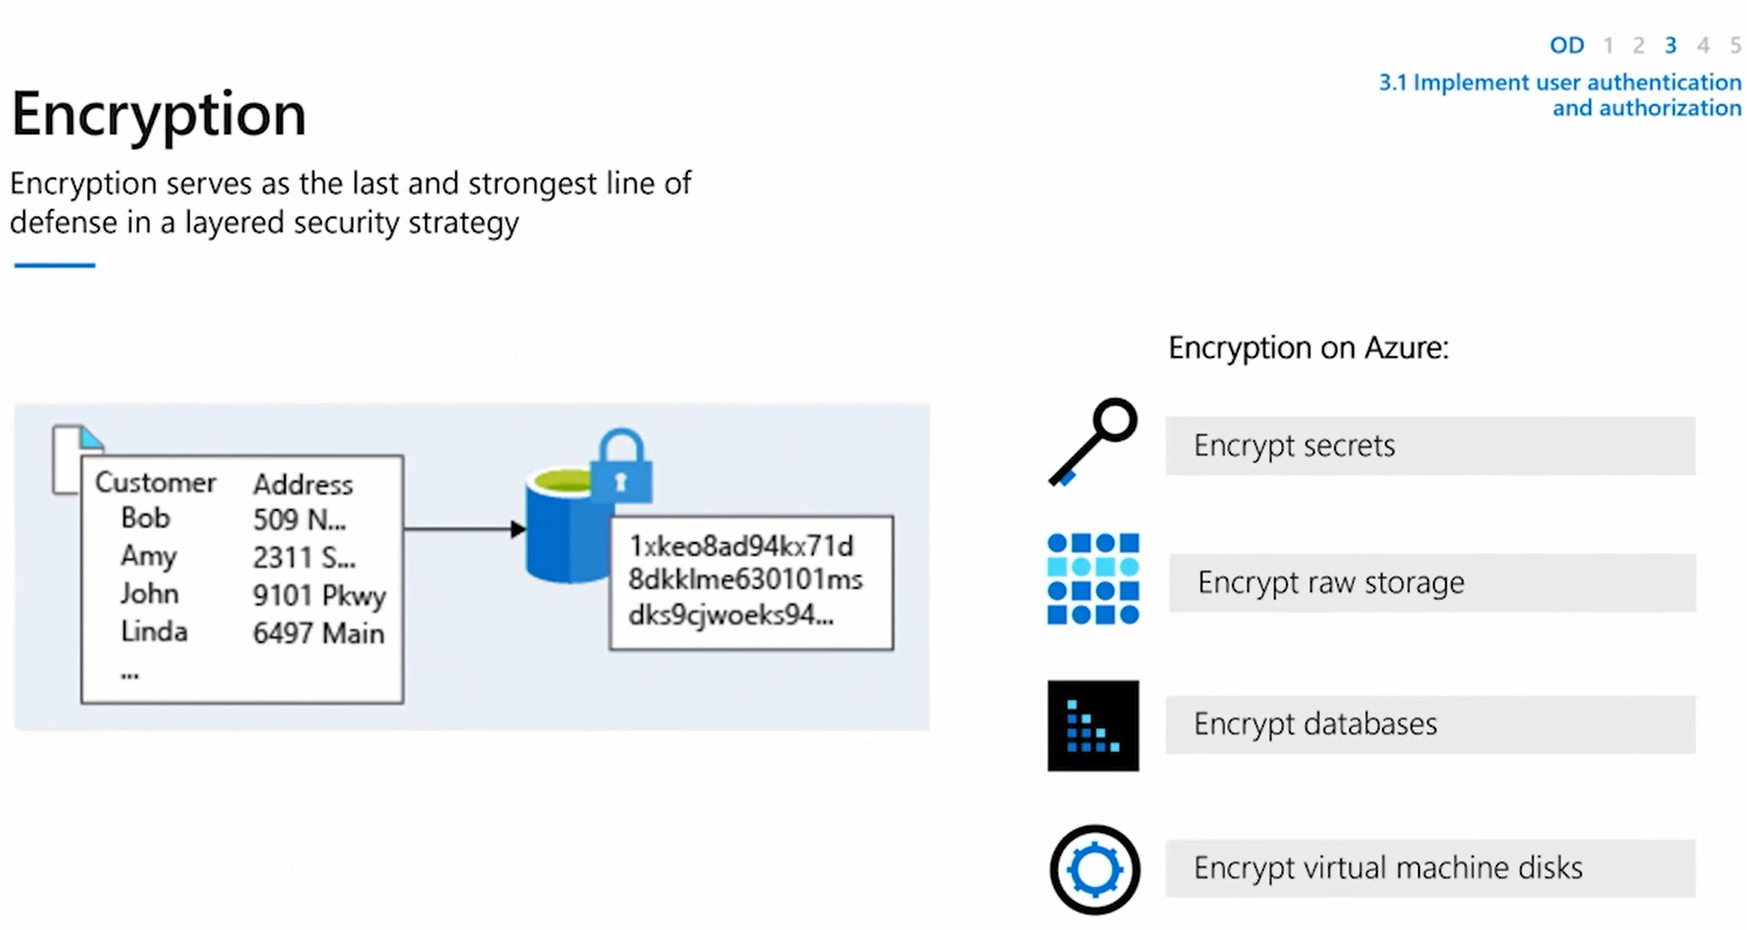 OD 1 2 3 4 5
3.1 Implement user authentication
and authorization
Encryption
Encryption serves as the last and strongest line of
defense in a layered security strategy
Customer Address
Bob 509 N...
Amy 2311 S...
John 9101 Pkwy
Linda 6497 Main
...
1xkeo8ad94kx71d
8dkklme630101ms
dks9cjwoeks94...
Encryption on Azure:
Encrypt secrets
Encrypt raw storage
Encrypt databases
Encrypt virtual machine disks